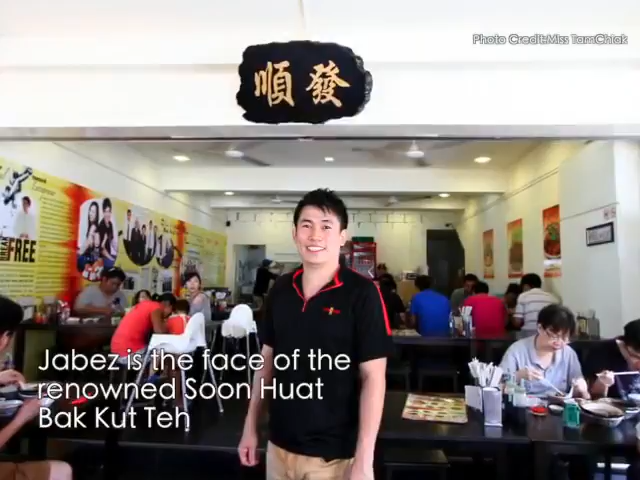 Photo Credit:Miss TamChiak
順 發
FREE
Jabez is the face of the
renowned Soon Huat
Bak Kut Teh